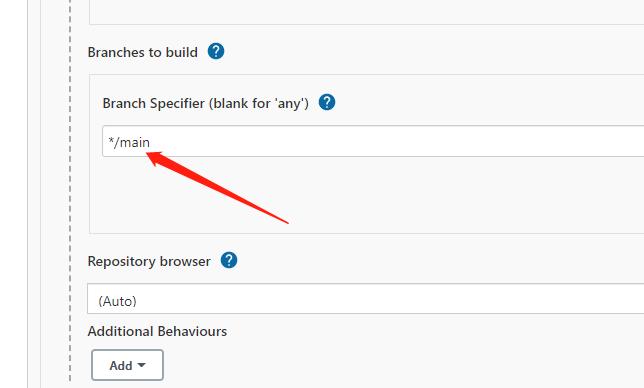 Branches to build ?
Branch Specifier (blank for 'any') ?
*/main
Repository browser ?
(Auto)
Additional Behaviours
Add